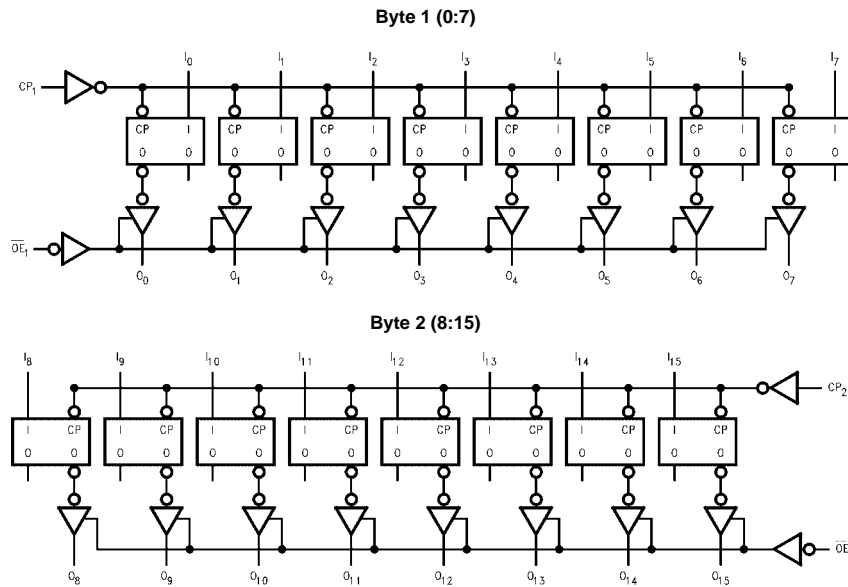 Byte 1 (0:7)
I0 I1 I2 I3 I4 I5 I6 I7
CP1
CP I CP I CP I CP I CP I CP I CP I CP I
O O O O O O O O O O O O O O O O
OE1
O0 O1 O2 O3 O4 O5 O6 O7
Byte 2 (8:15)
I8 I9 I10 I11 I12 I13 I14 I15
CP2
I CP I CP I CP I CP I CP I CP I CP I CP
O O O O O O O O O O O O O O O O
OE
O8 O9 O10 O11 O12 O13 O14 O15